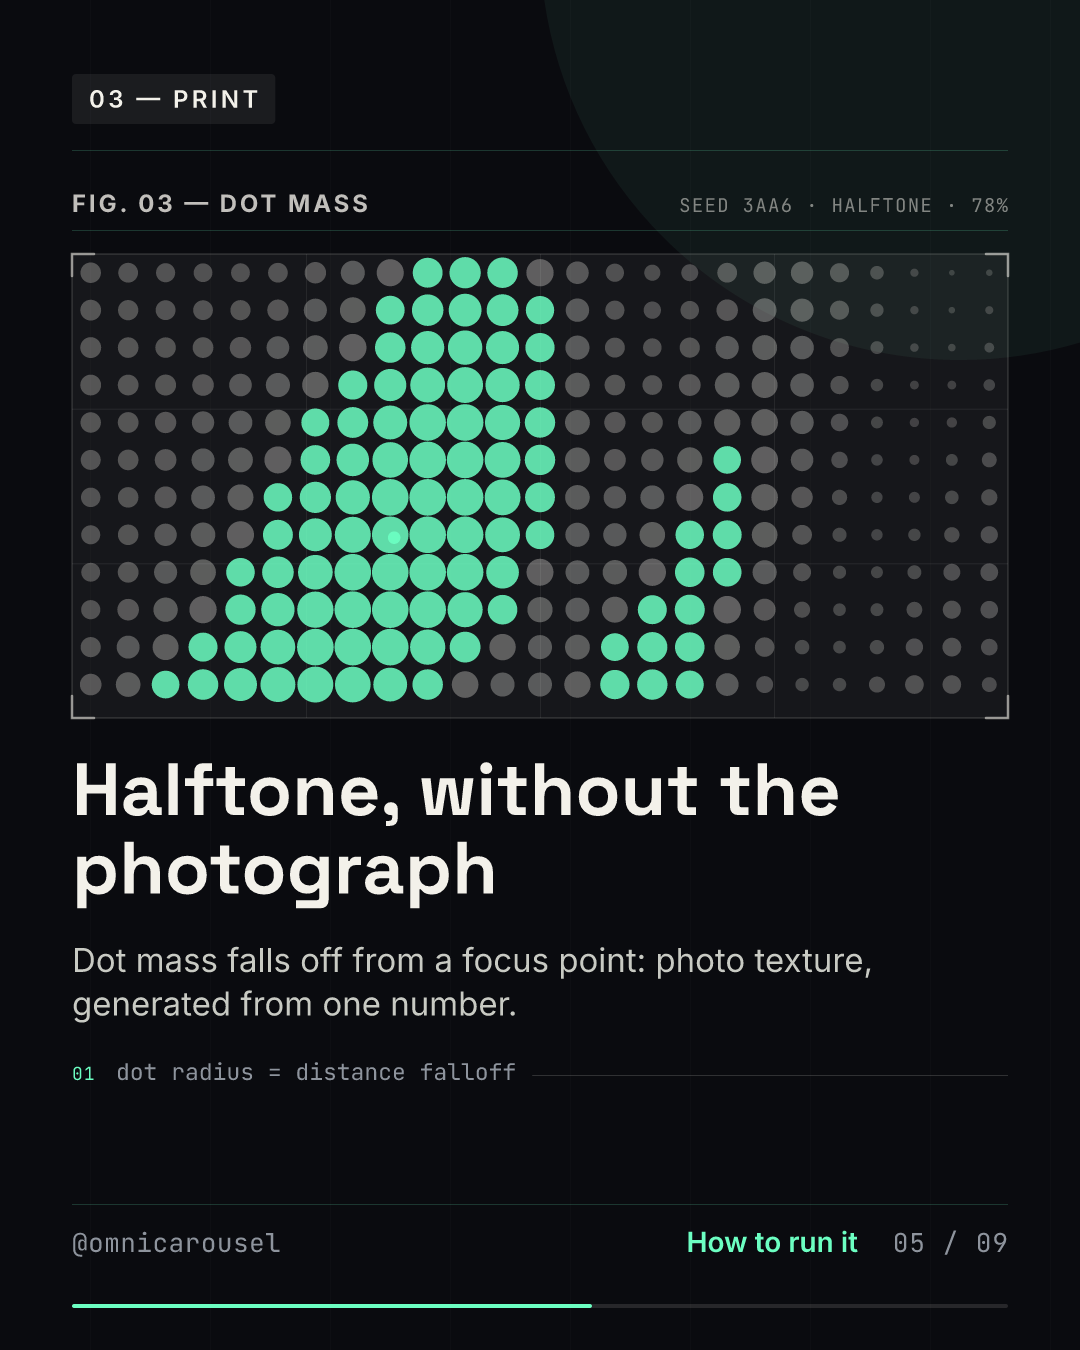 03 — PRINT
FIG. 03 — DOT MASS
SEED 3AA6 · HALFTONE · 78%
Halftone, without the
photograph
Dot mass falls off from a focus point: photo texture,
generated from one number.
01 dot radius = distance falloff
@omnicarousel
How to run it 05 / 09